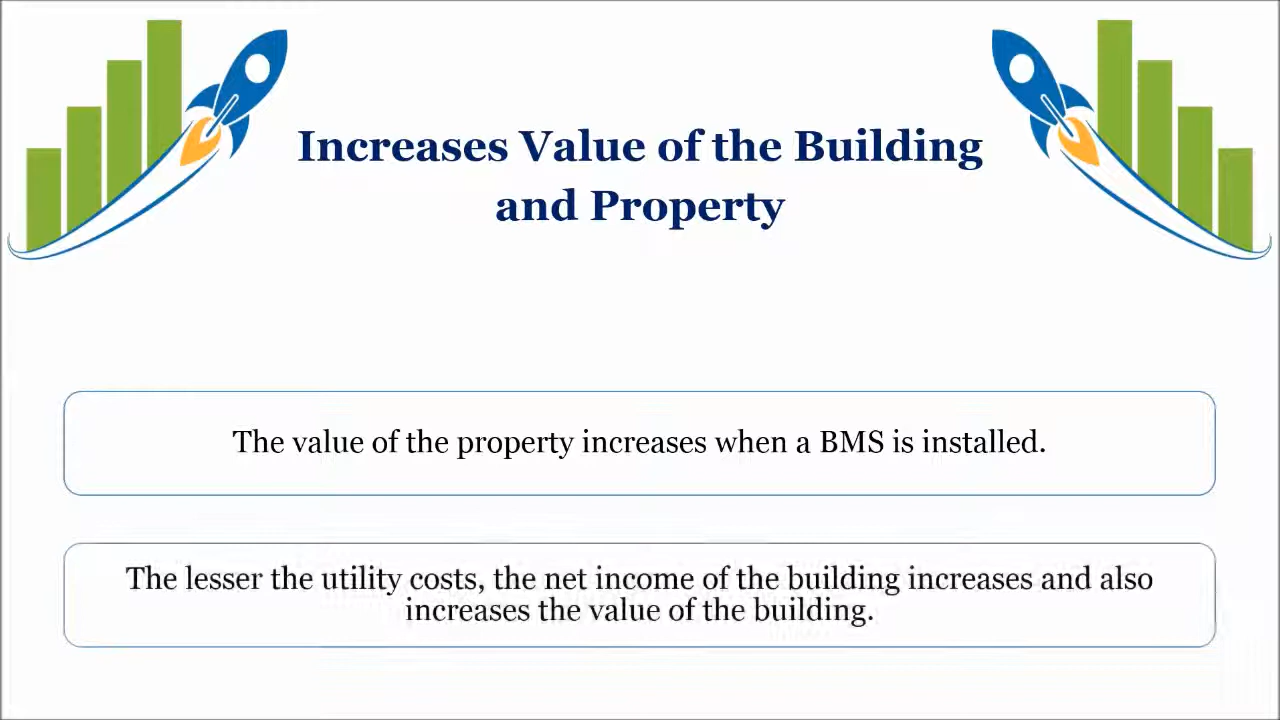 Increases Value of the Building
and Property
The value of the property increases when a BMS is installed.
The lesser the utility costs, the net income of the building increases and also
increases the value of the building.